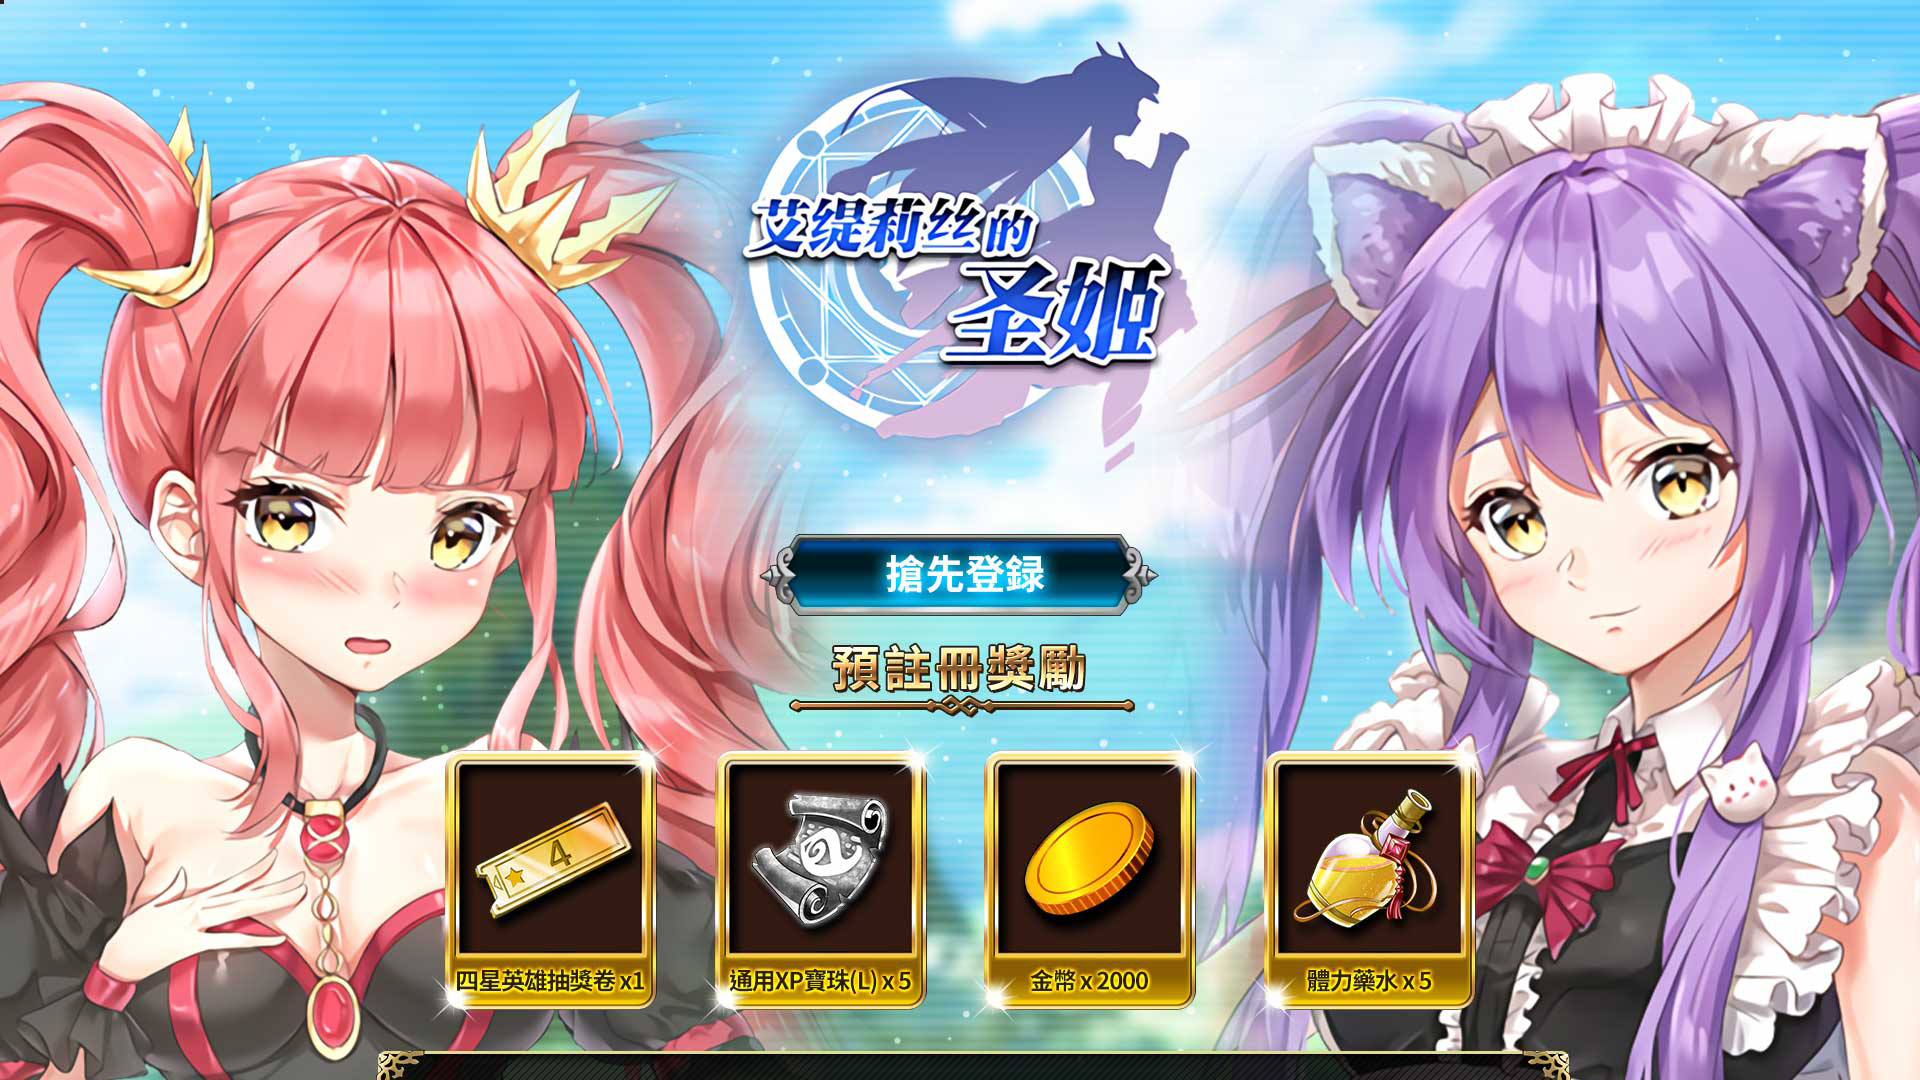 艾缇莉丝的
圣姬
搶先登録
預註冊獎勵
4
四星英雄抽獎卷 x1
通用XP寶珠(L) x 5
金幣 x 2000
體力藥水 x 5